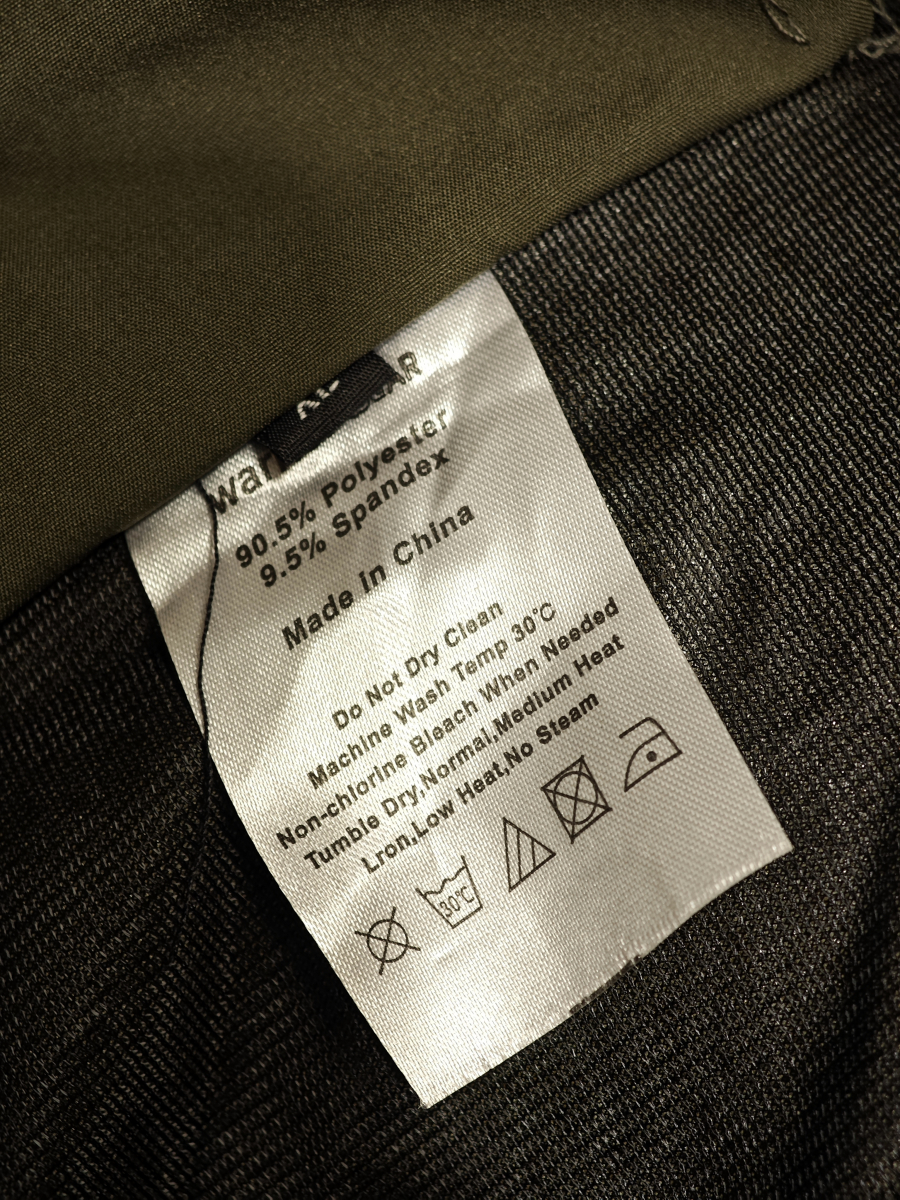 90.5% Polyester
9.5% Spandex
Made in China
Do Not Dry Clean
Machine Wash Temp 30°C
Non-chlorine Bleach When Needed
Tumble Dry,Normal,Medium Heat
Lron,Low Heat,No Steam
30°C